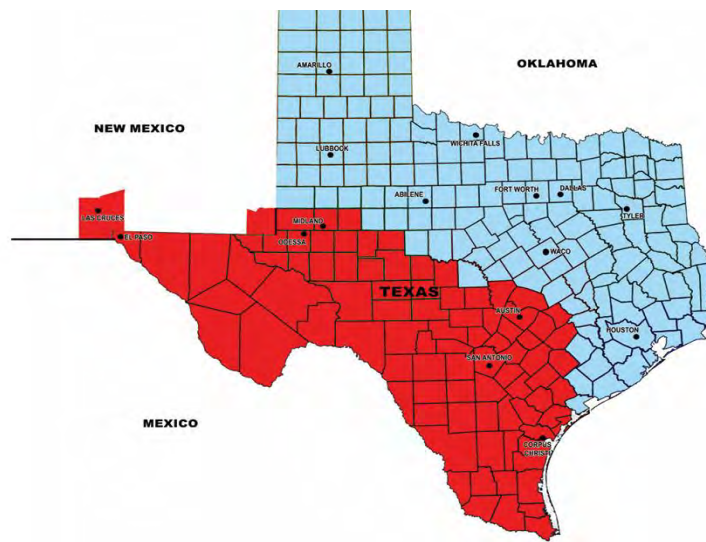 AMARILLO
OKLAHOMA
NEW MEXICO
WICHITA FALLS
LUBBOCK
ABILENE
FORT WORTH
DALLAS
TYLER
LAS CRUCES
MIDLAND
EL PASO
ODESSA
WACO
TEXAS
AUSTIN
HOUSTON
SAN ANTONIO
MEXICO
CORPUS
CHRISTI